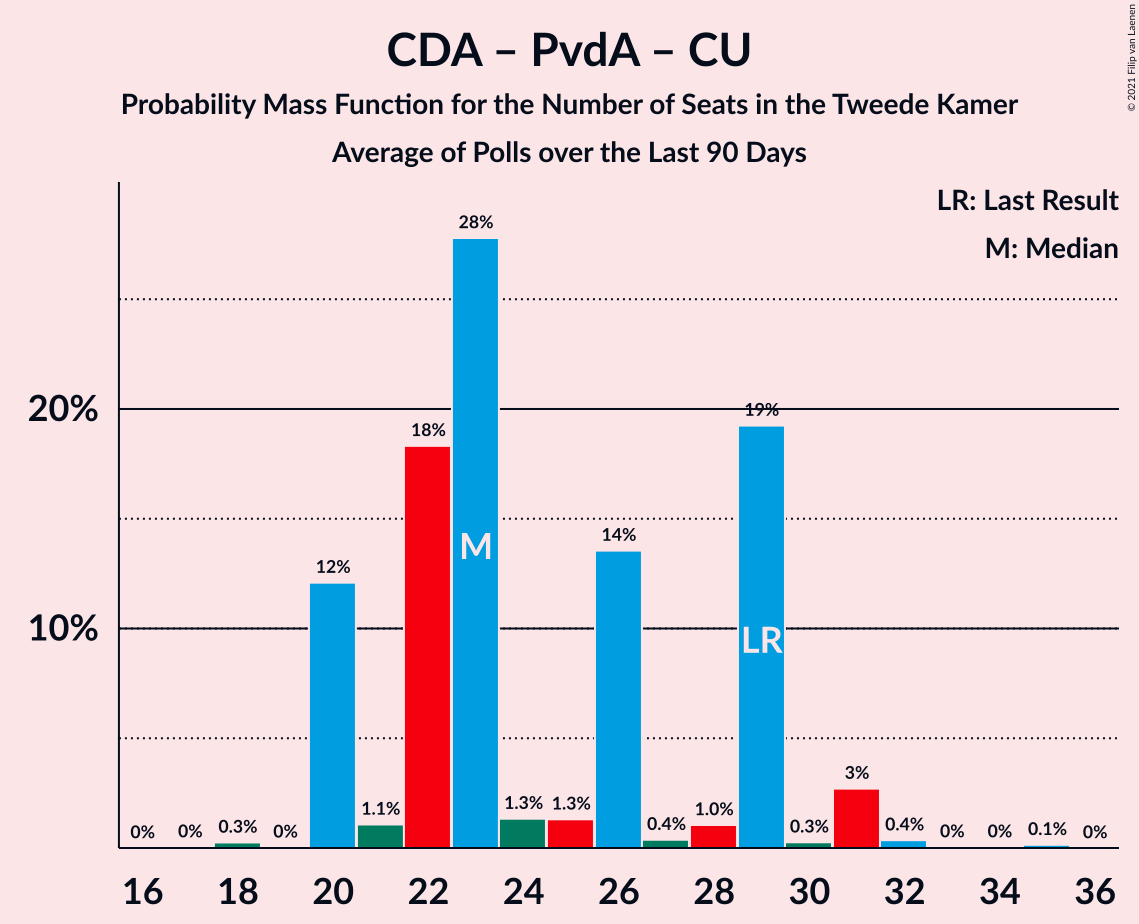 CDA – PvdA – CU
Probability Mass Function for the Number of Seats in the Tweede Kamer
Average of Polls over the Last 90 Days
© 2021 Filip van Laenen
LR: Last Result
M: Median
20%
10%
0%
0%
0.3%
0%
12%
1.1%
18%
28%
1.3%
1.3%
14%
0.4%
1.0%
19%
0.3%
3%
0.4%
0%
0%
0.1%
0%
M
LR
16 18 20 22 24 26 28 30 32 34 36